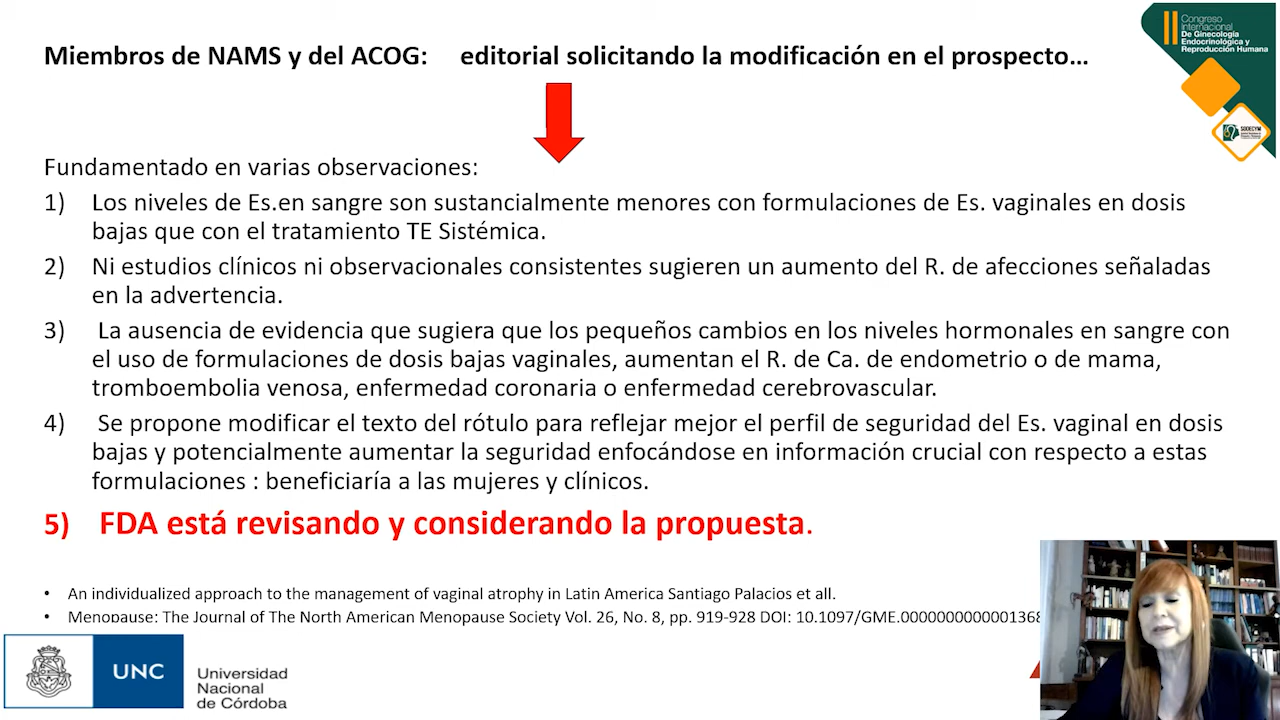 Miembros de NAMS y del ACOG: editorial solicitando la modificación en el prospecto...
II Congreso
Internacional
De Ginecología
Endocrinológica y
Reproducción Humana
SUDECYM
Fundamentado en varias observaciones:
1) Los niveles de Es.en sangre son sustancialmente menores con formulaciones de Es. vaginales en dosis
bajas que con el tratamiento TE Sistémica.
2) Ni estudios clínicos ni observacionales consistentes sugieren un aumento del R. de afecciones señaladas
en la advertencia.
3) La ausencia de evidencia que sugiera que los pequeños cambios en los niveles hormonales en sangre con
el uso de formulaciones de dosis bajas vaginales, aumentan el R. de Ca. de endometrio o de mama,
tromboembolia venosa, enfermedad coronaria o enfermedad cerebrovascular.
4) Se propone modificar el texto del rótulo para reflejar mejor el perfil de seguridad del Es. vaginal en dosis
bajas y potencialmente aumentar la seguridad enfocándose en información crucial con respecto a estas
formulaciones : beneficiaría a las mujeres y clínicos.
5) FDA está revisando y considerando la propuesta.
• An individualized approach to the management of vaginal atrophy in Latin America Santiago Palacios et all.
• Menopause: The Journal of The North American Menopause Society Vol. 26, No. 8, pp. 919-928 DOI: 10.1097/GME.0000000000001368
UNC
Universidad
Nacional
de Córdoba